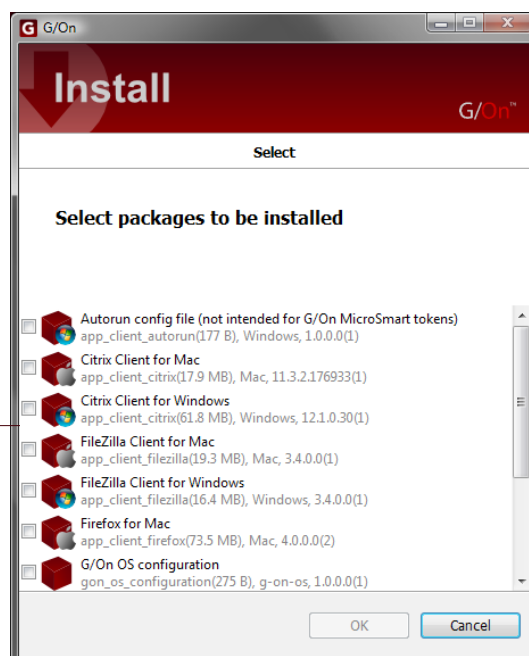 G G/On
Install
G/On™
Select
Select packages to be installed
Autorun config file (not intended for G/On MicroSmart tokens)
app_client_autorun(177 B), Windows, 1.0.0.0(1)
Citrix Client for Mac
app_client_citrix(17.9 MB), Mac, 11.3.2.176933(1)
Citrix Client for Windows
app_client_citrix(61.8 MB), Windows, 12.1.0.30(1)
FileZilla Client for Mac
app_client_filezilla(19.3 MB), Mac, 3.4.0.0(1)
FileZilla Client for Windows
app_client_filezilla(16.4 MB), Windows, 3.4.0.0(1)
Firefox for Mac
app_client_firefox(73.5 MB), Mac, 4.0.0.0(2)
G/On OS configuration
gon_os_configuration(275 B), g-on-os, 1.0.0.0(1)
OK Cancel